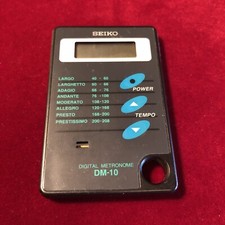 SEIKO
LARGO 40 - 60
LARGHETTO 60 - 66
ADAGIO 66 - 76
ANDANTE 76 - 108
MODERATO 108 - 120
ALLEGRO 120 - 168
PRESTO 168 - 200
PRESTISSIMO 200 - 208
POWER
TEMPO
DIGITAL METRONOME
DM-10